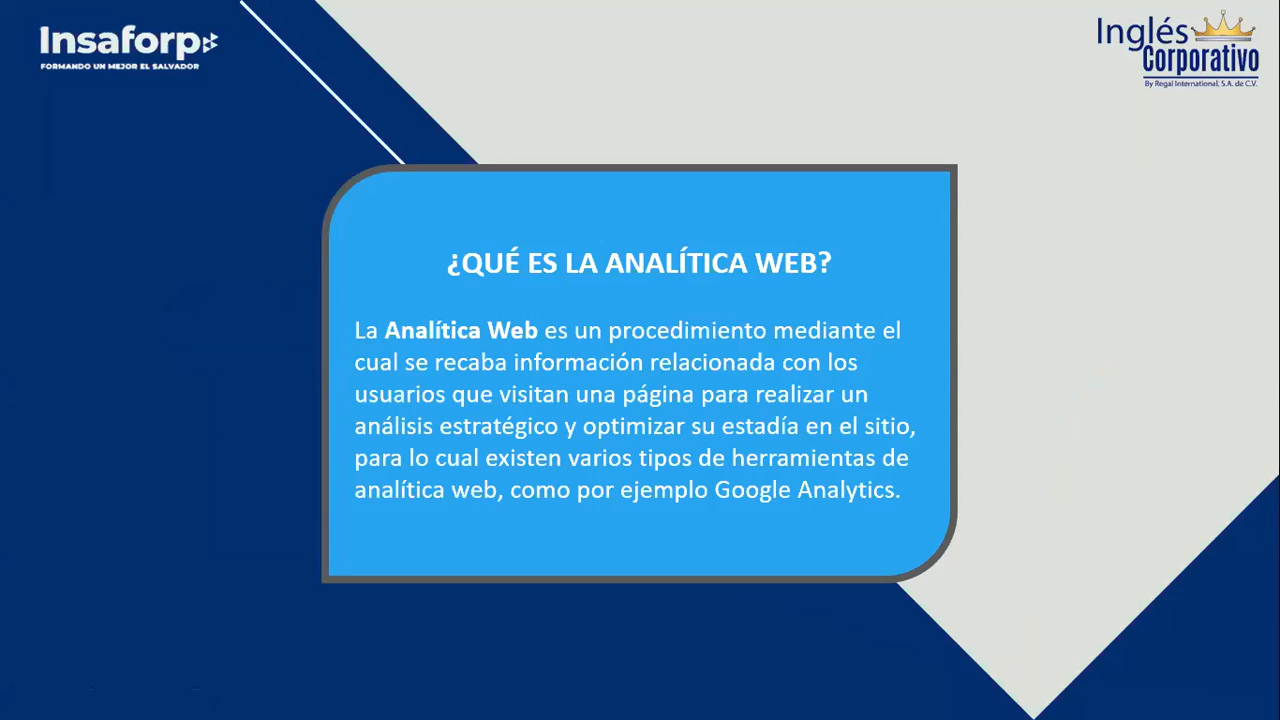 Insaforp
FORMANDO UN MEJOR EL SALVADOR
Inglés
Corporativo
By Regal International, S.A. de C.V.
¿QUÉ ES LA ANALÍTICA WEB?
La Analítica Web es un procedimiento mediante el
cual se recaba información relacionada con los
usuarios que visitan una página para realizar un
análisis estratégico y optimizar su estadía en el sitio,
para lo cual existen varios tipos de herramientas de
analítica web, como por ejemplo Google Analytics.